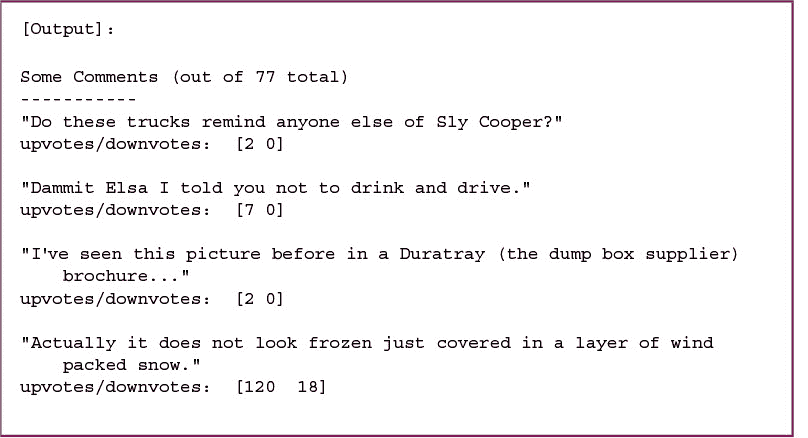 [Output]:
Some Comments (out of 77 total)
-----------
"Do these trucks remind anyone else of Sly Cooper?"
upvotes/downvotes:  [2 0]
"Dammit Elsa I told you not to drink and drive."
upvotes/downvotes:  [7 0]
"I've seen this picture before in a Duratray (the dump box supplier)
brochure..."
upvotes/downvotes:  [2 0]
"Actually it does not look frozen just covered in a layer of wind
packed snow."
upvotes/downvotes:  [120  18]